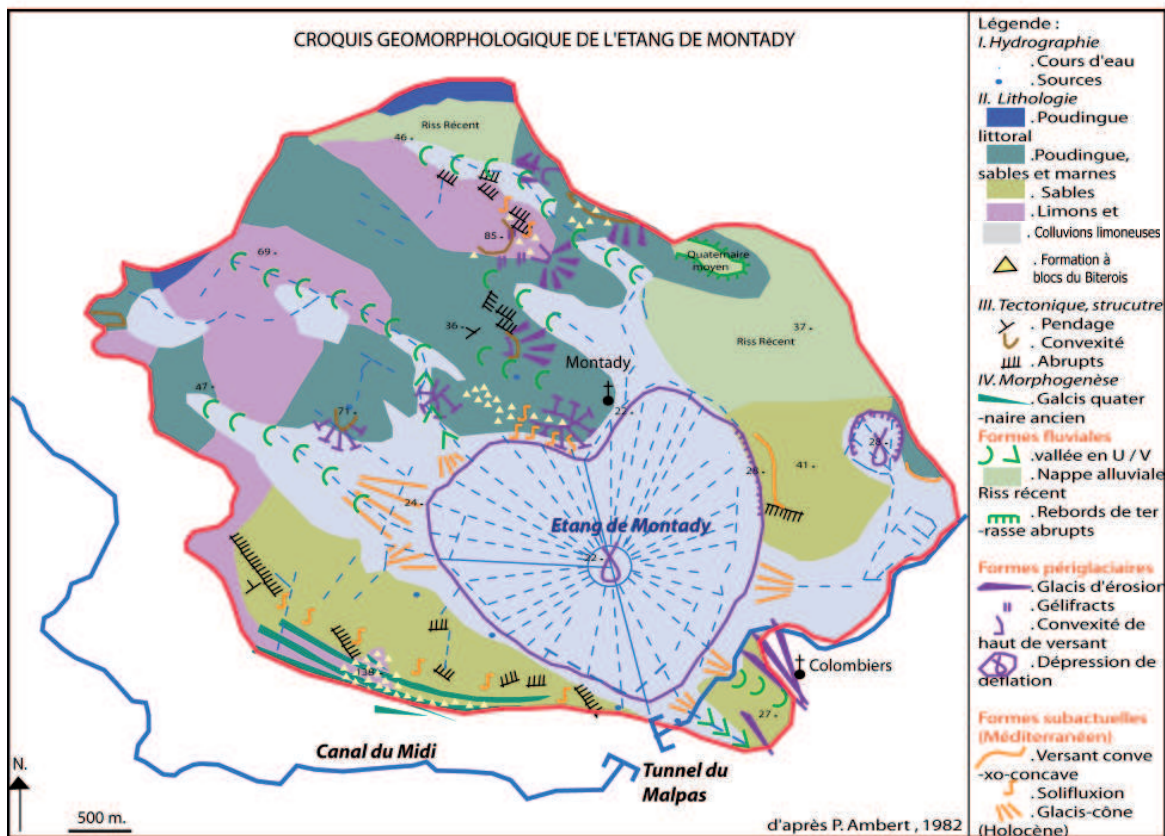 CROQUIS GEOMORPHOLOGIQUE DE L'ETANG DE MONTADY
Riss Récent
46
85
69
Quaternaire
moyen
36
37
Riss Récent
Montady
47
71
22
28
26
41
24
Etang de Montady
22
Colombiers
27
Canal du Midi
Tunnel du
Malpas
N.
500 m.
d'après P. Ambert , 1982
Légende :
I. Hydrographie
. Cours d'eau
. Sources
II. Lithologie
. Poudingue
littoral
. Poudingue,
sables et marnes
. Sables
. Limons et
. Colluvions limoneuses
. Formation à
blocs du Biterois
III. Tectonique, strucutre
. Pendage
. Convexité
. Abrupts
IV. Morphogenèse
. Galcis quater
-naire ancien
Formes fluviales
.vallée en U / V
. Nappe alluviale
Riss récent
. Rebords de ter
-rasse abrupts
Formes périglaciaires
. Glacis d'érosion
. Gélifracts
. Convexité de
haut de versant
. Dépression de
déflation
Formes subactuelles
(Méditerranéen)
. Versant conve
-xo-concave
. Solifluxion
. Glacis-cône
(Holocène)